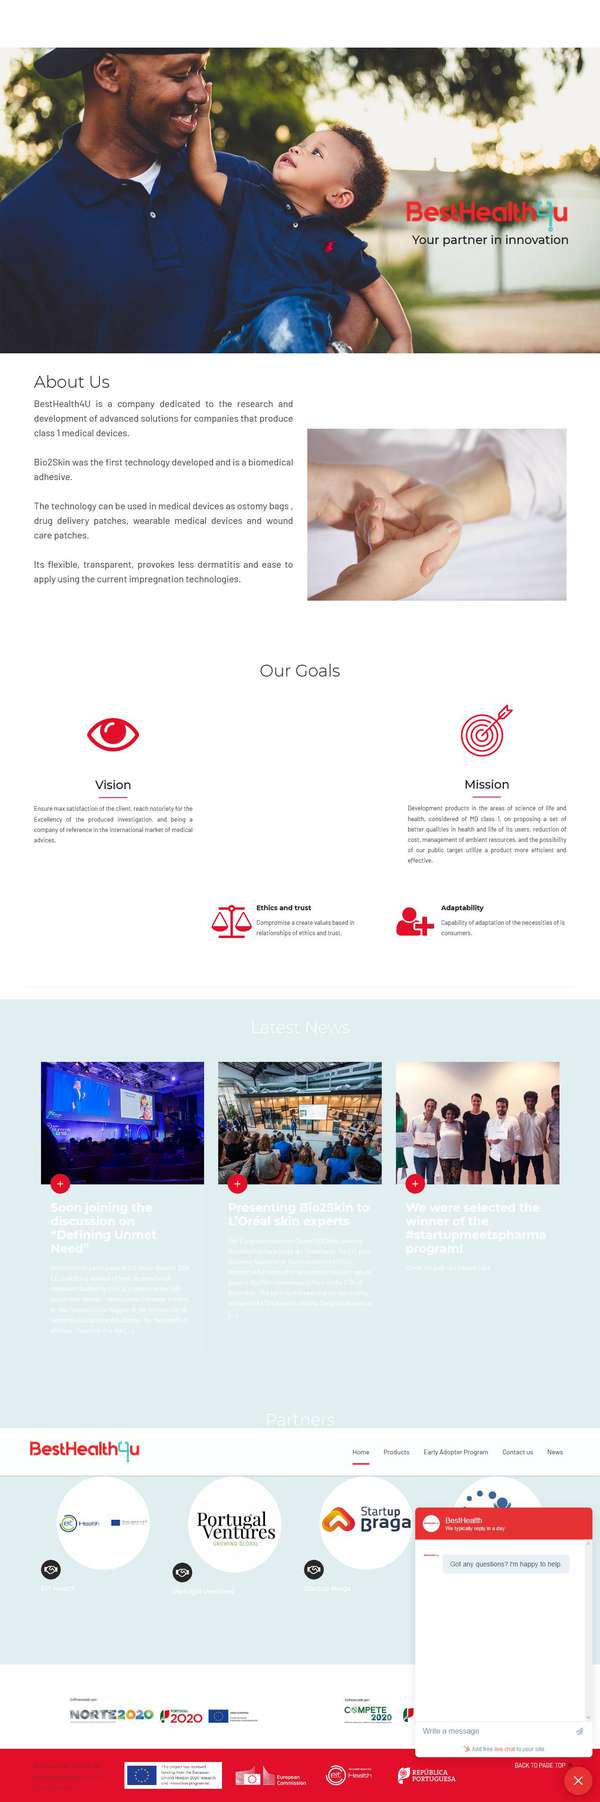 BestHealth4u
Your partner in innovation
About Us
BestHealth4U is a company dedicated to the research and
development of advanced solutions for companies that produce
class 1 medical devices.
Bio2Skin was the first technology developed and is a biomedical
adhesive.
The technology can be used in medical devices as ostomy bags ,
drug delivery patches, wearable medical devices and wound
care patches.
Its flexible, transparent, provokes less dermatitis and ease to
apply using the current impregnation technologies.
Our Goals
Vision
Ensure max satisfaction of the client, reach notoriety for the
Excellency of the produced investigation, and being a
company of reference in the international market of medical
advices.
Mission
Development products in the areas of science of life and
health, considered of MD class 1, on proposing a set of
better qualities in health and life of its users, reduction of
cost, management of ambient resources, and the possibility
of our public target utilize a product more efficient and
effective.
Ethics and trust
Compromise a create values based in
relationships of ethics and trust.
Adaptability
Capability of adaptation of the necessities of is
consumers.
Latest News
Soon joining the
discussion on
“Defining Unmet
Need”
Presenting Bio2Skin to
L’Oréal skin experts
We were selected the
winner of the
#startupmeetspharma
program!
Partners
BestHealth4u
Home
Products
Early Adopter Program
Contact us
News
eit Health
Portugal
Ventures
GROWING GLOBAL
Startup
Braga
EIT Health
Portugal Ventures
Startup Braga
BestHealth
We typically reply in a day
Got any questions? I'm happy to help.
Write a message
Add free live chat to your site
Cofinanciado por:
NORTE2020
PORTUGAL
2020
Cofinanciado por:
COMPETE
2020
European
Commission
eit Health
REPÚBLICA
PORTUGUESA
BACK TO PAGE TOP